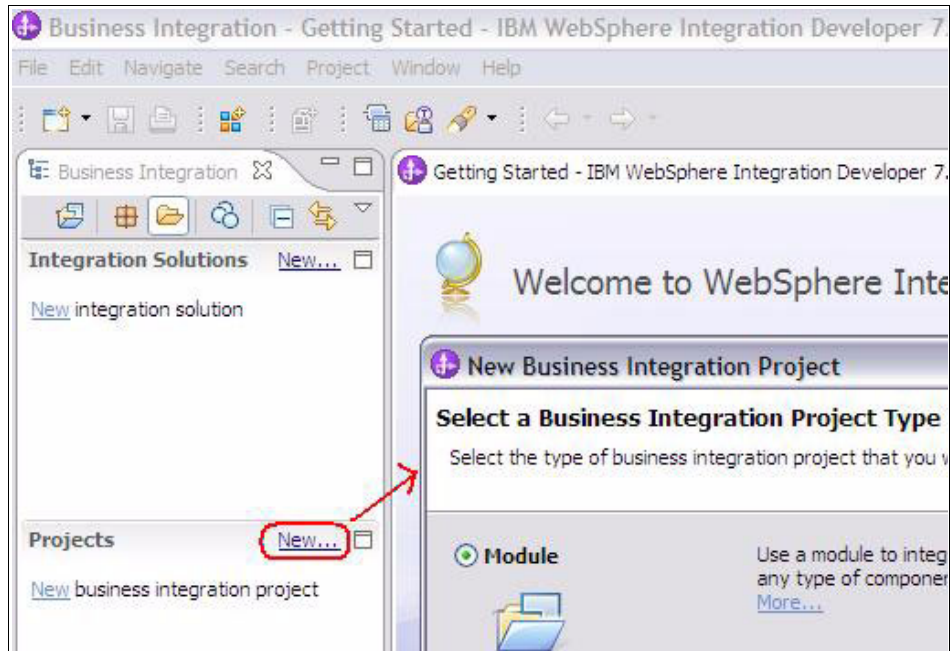 Business Integration - Getting Started - IBM WebSphere Integration Developer 7.
File Edit Navigate Search Project Window Help
Business Integration
Getting Started - IBM WebSphere Integration Developer 7.
Integration Solutions New...
New integration solution
Welcome to WebSphere Inte
New Business Integration Project
Select a Business Integration Project Type
Select the type of business integration project that you
Projects New...
New business integration project
Module
Use a module to integ
any type of componen
More...